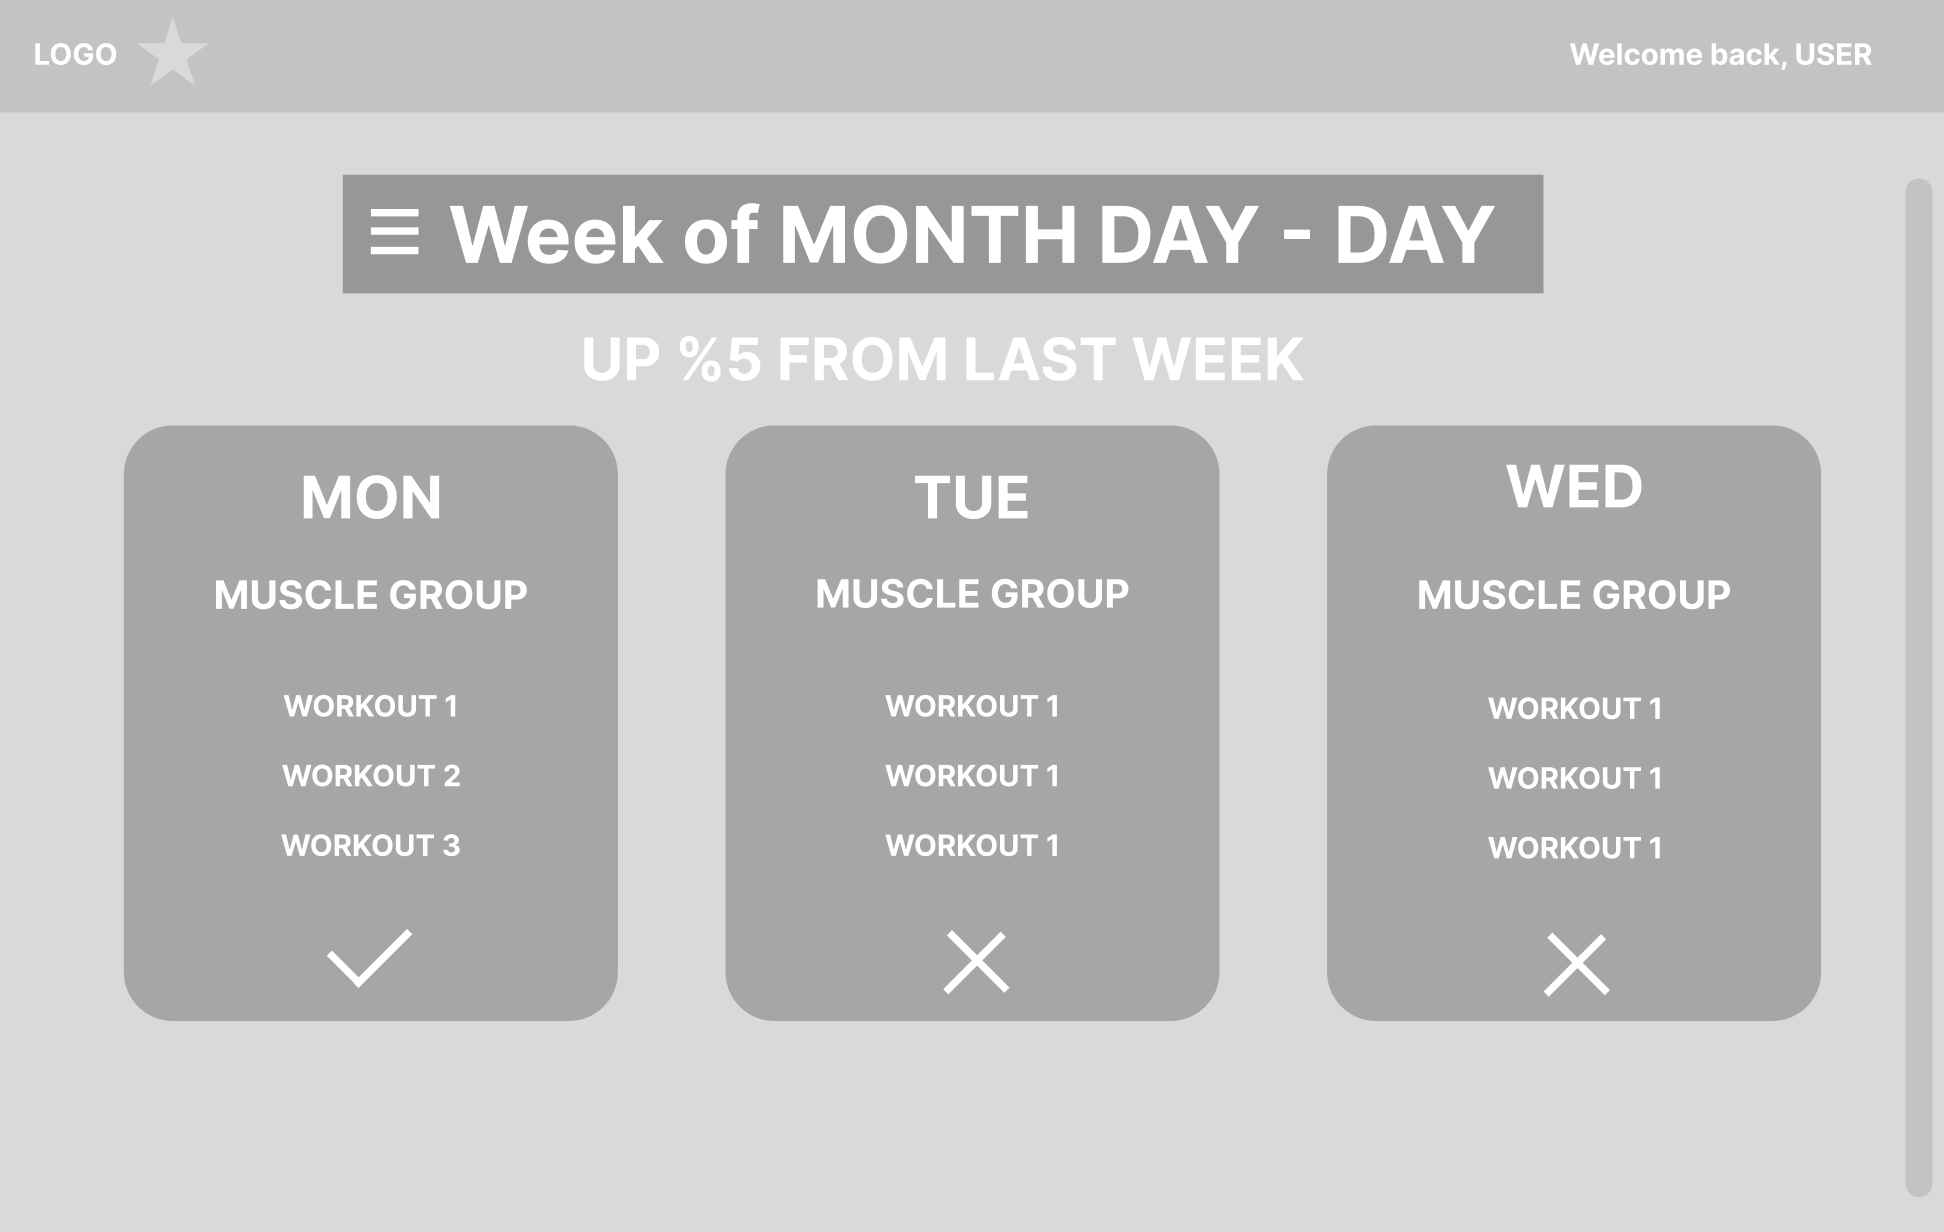 LOGO
Welcome back, USER
Week of MONTH DAY - DAY
UP %5 FROM LAST WEEK
MON
MUSCLE GROUP
WORKOUT 1
WORKOUT 2
WORKOUT 3
TUE
MUSCLE GROUP
WORKOUT 1
WORKOUT 1
WORKOUT 1
WED
MUSCLE GROUP
WORKOUT 1
WORKOUT 1
WORKOUT 1